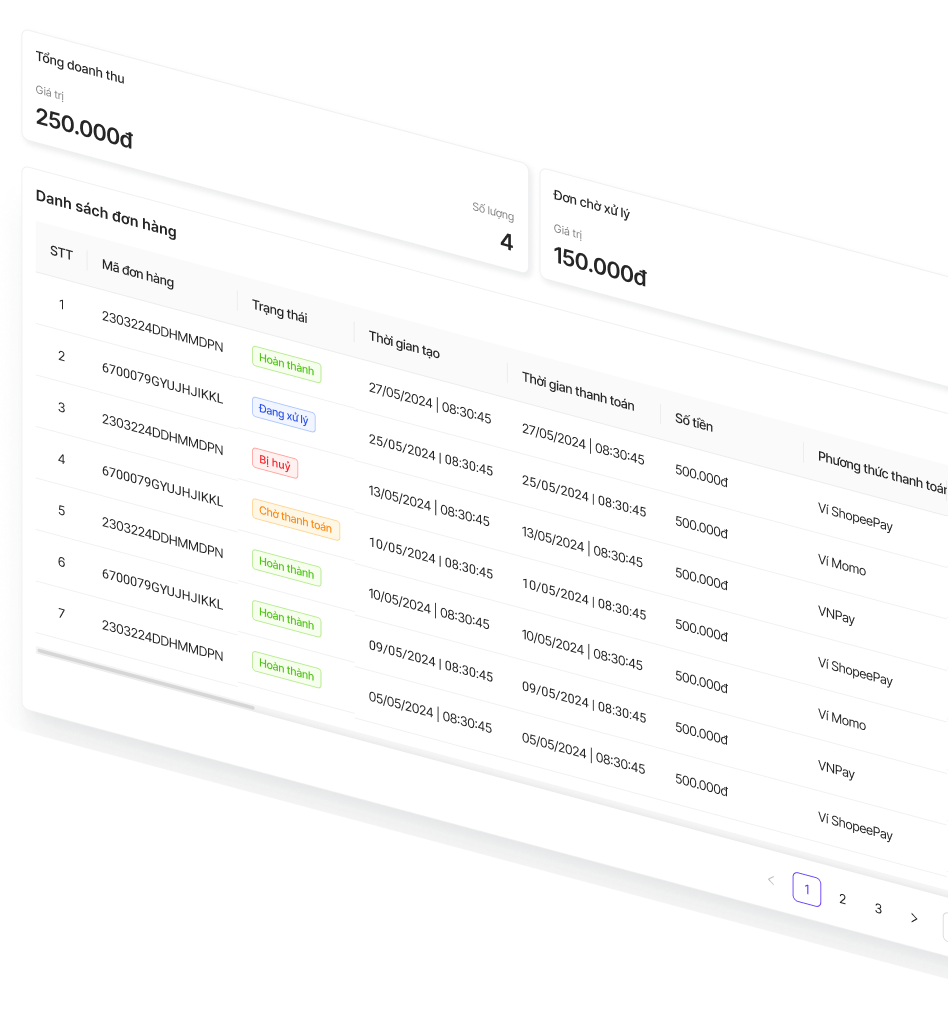 Tổng doanh thu
Giá trị
250.000đ
Số lượng
4
Đơn chờ xử lý
Giá trị
150.000đ
Danh sách đơn hàng
STT Mã đơn hàng Trạng thái Thời gian tạo Thời gian thanh toán Số tiền Phương thức thanh toán
1 2303224DDHMMDPN Hoàn thành 27/05/2024 | 08:30:45 27/05/2024 | 08:30:45 500.000đ Ví ShopeePay
2 6700079GYUJHJIKKL Đang xử lý 25/05/2024 | 08:30:45 25/05/2024 | 08:30:45 500.000đ Ví Momo
3 2303224DDHMMDPN Bị huỷ 13/05/2024 | 08:30:45 13/05/2024 | 08:30:45 500.000đ VNPay
4 6700079GYUJHJIKKL Chờ thanh toán 10/05/2024 | 08:30:45 10/05/2024 | 08:30:45 500.000đ Ví ShopeePay
5 2303224DDHMMDPN Hoàn thành 10/05/2024 | 08:30:45 10/05/2024 | 08:30:45 500.000đ Ví Momo
6 6700079GYUJHJIKKL Hoàn thành 09/05/2024 | 08:30:45 09/05/2024 | 08:30:45 500.000đ VNPay
7 2303224DDHMMDPN Hoàn thành 05/05/2024 | 08:30:45 05/05/2024 | 08:30:45 500.000đ Ví ShopeePay
< 1 2 3 >